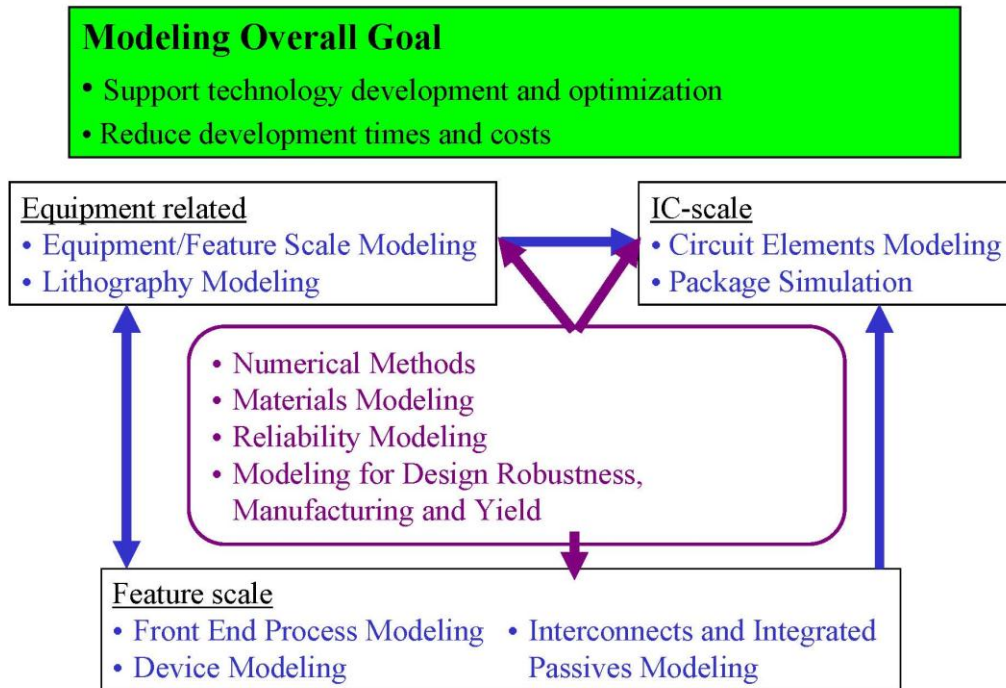 Modeling Overall Goal
• Support technology development and optimization
• Reduce development times and costs
Equipment related
• Equipment/Feature Scale Modeling
• Lithography Modeling
IC-scale
• Circuit Elements Modeling
• Package Simulation
• Numerical Methods
• Materials Modeling
• Reliability Modeling
• Modeling for Design Robustness,
Manufacturing and Yield
Feature scale
• Front End Process Modeling
• Device Modeling
• Interconnects and Integrated
Passives Modeling